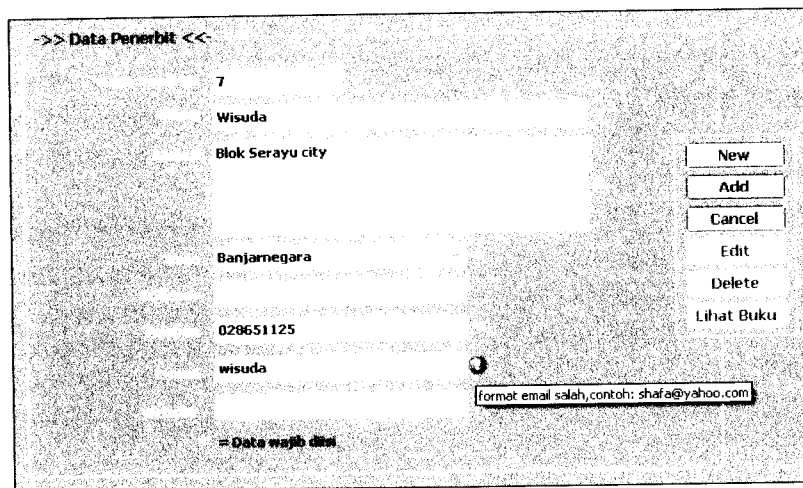 ->> Data Penerbit <<-
7
Wisuda
Blok Serayu city
Banjarnegara
028651125
wisuda
format email salah,contoh: shafa@yahoo.com
= Data wajib diisi
New
Add
Cancel
Edit
Delete
Lihat Buku